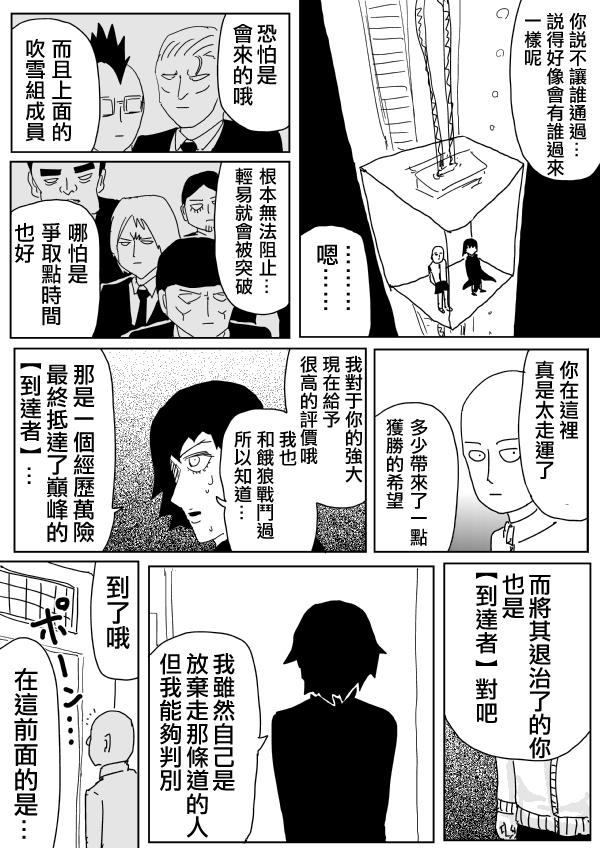 你說不讓誰通過…
說得好像會有誰過來
一樣呢
嗯……
……
恐怕是
會來的哦
而且上面的
吹雪組成員
根本無法阻止…
輕易就會被突破
哪怕是
爭取點時間
也好
你在這裡
真是太走運了
多少帶來了一點
獲勝的希望
我對于你的強大
現在給予
很高的評價哦
我也
和餓狼戰鬥過
所以知道…
那是一個經歷萬險
最終抵達了巔峰的
【到達者】…
而將其退治了的你
也是
【到達者】對吧
我雖然自己是
放棄走那條道的人
但我能夠判別
到了哦
ポーン…
在這前面的是…